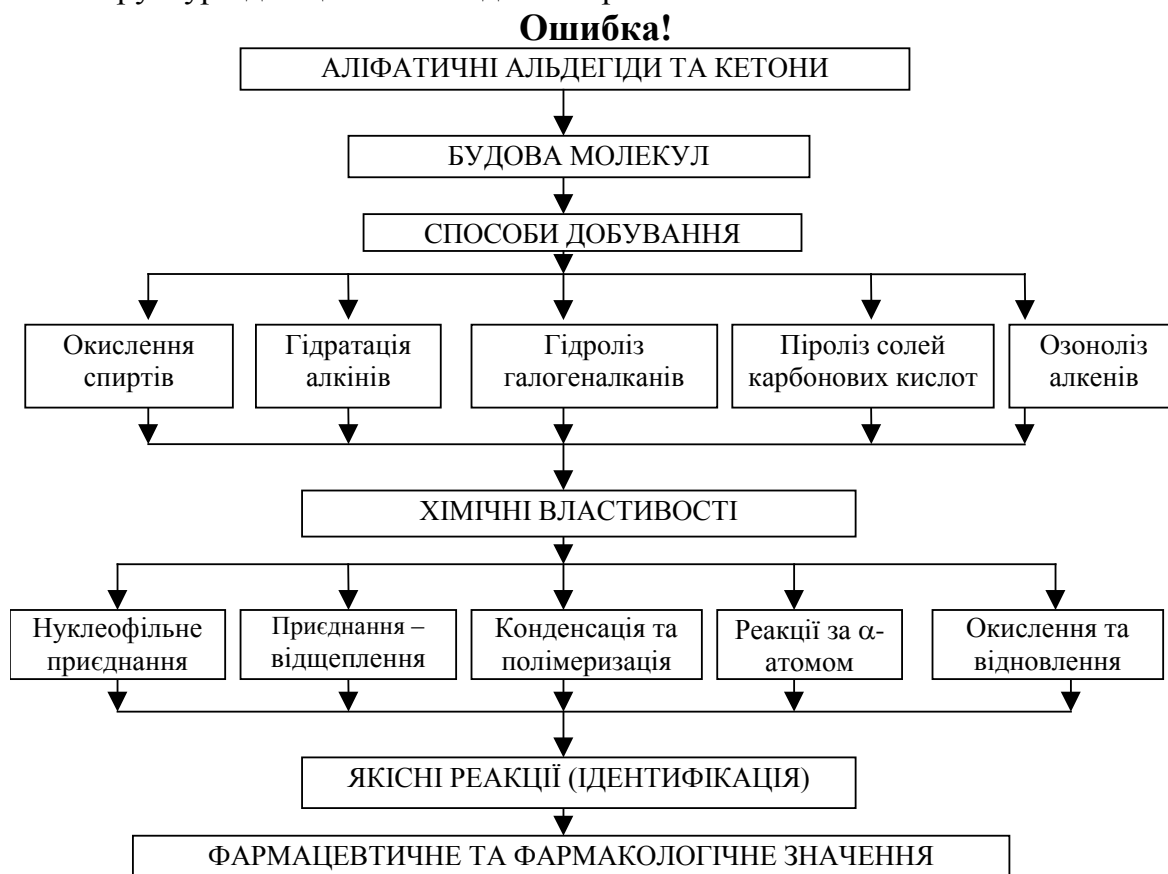 Ошибка!
АЛІФАТИЧНІ АЛЬДЕГІДИ ТА КЕТОНИ
БУДОВА МОЛЕКУЛ
СПОСОБИ ДОБУВАННЯ
Окислення
спиртів
Гідратація
алкінів
Гідроліз
галогеналканів
Піроліз солей
карбонових кислот
Озоноліз
алкенів
ХІМІЧНІ ВЛАСТИВОСТІ
Нуклеофільне
приєднання
Приєднання –
відщеплення
Конденсація та
полімеризація
Реакції за α-
атомом
Окислення та
відновлення
ЯКІСНІ РЕАКЦІЇ (ІДЕНТИФІКАЦІЯ)
ФАРМАЦЕВТИЧНЕ ТА ФАРМАКОЛОГІЧНЕ ЗНАЧЕННЯ